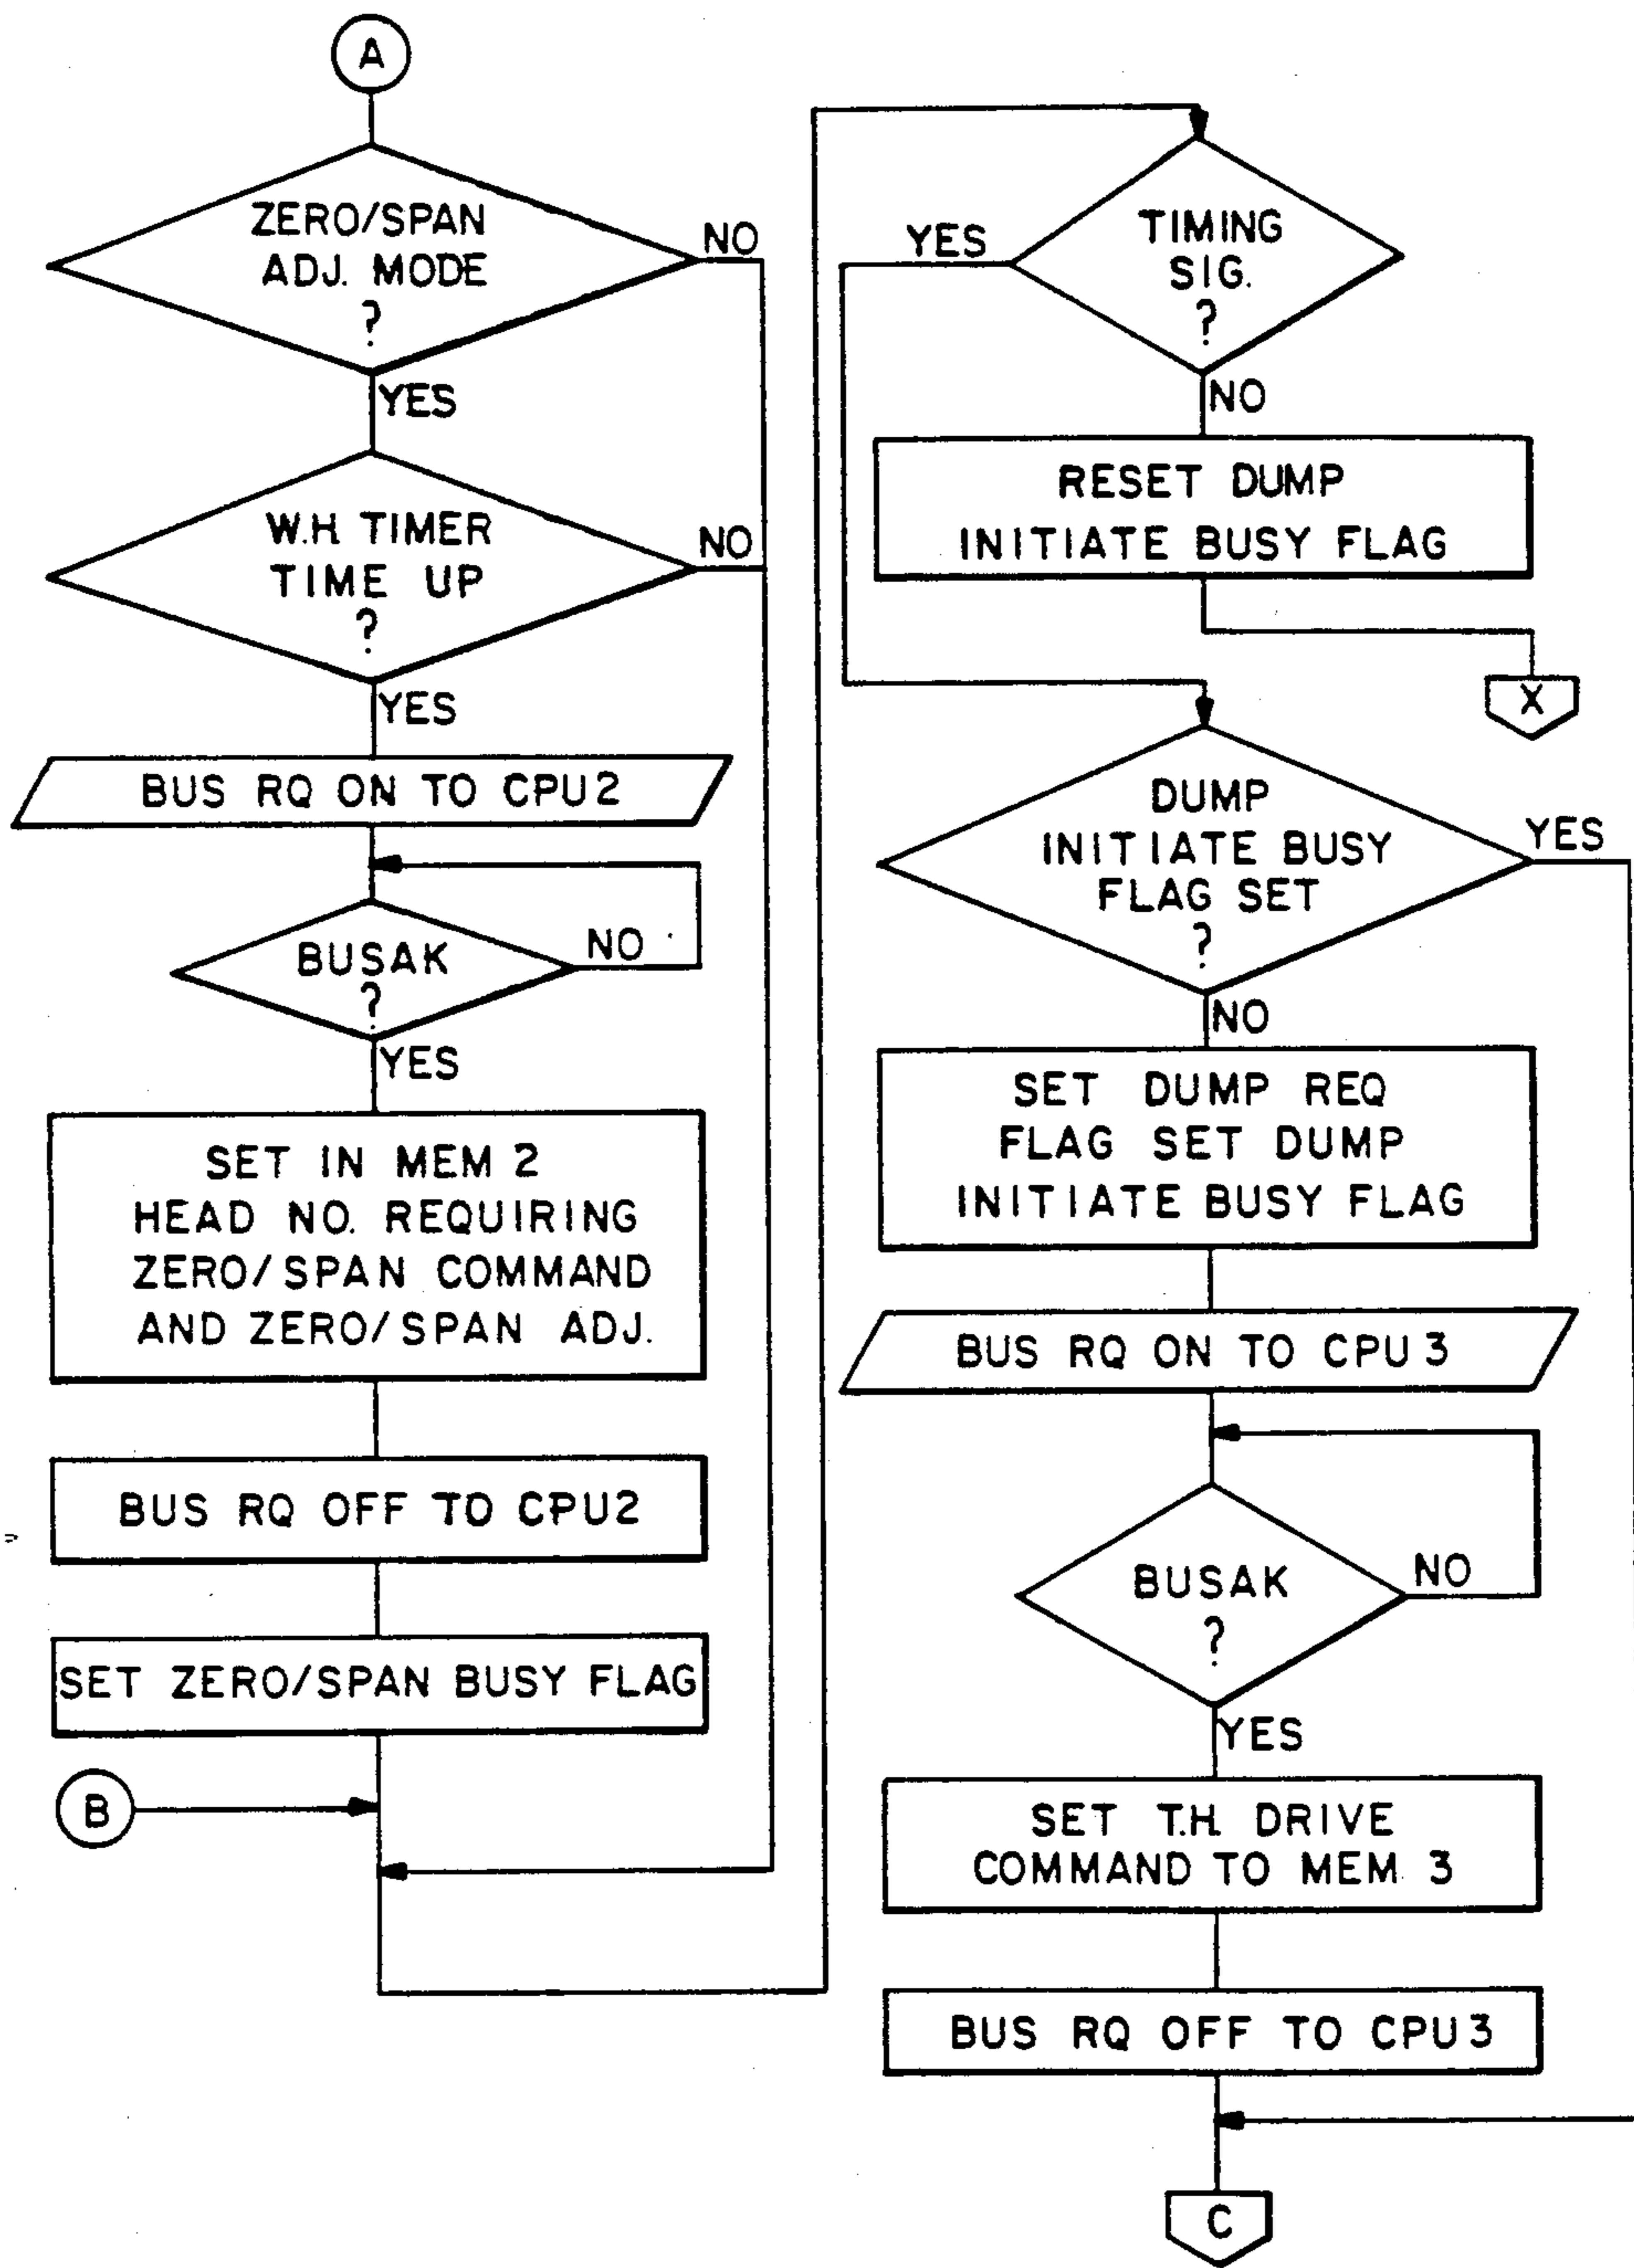 A
ZERO/SPAN
ADJ. MODE
?
NO
YES
W.H. TIMER
TIME UP
?
NO
YES
BUS RQ ON TO CPU2
BUSAK
?
NO
YES
SET IN MEM 2
HEAD NO. REQUIRING
ZERO/SPAN COMMAND
AND ZERO/SPAN ADJ.
BUS RQ OFF TO CPU2
SET ZERO/SPAN BUSY FLAG
B
TIMING
SIG.
?
YES
NO
RESET DUMP
INITIATE BUSY FLAG
X
DUMP
INITIATE BUSY
FLAG SET
?
YES
NO
SET DUMP REQ
FLAG SET DUMP
INITIATE BUSY FLAG
BUS RQ ON TO CPU 3
BUSAK
?
NO
YES
SET T.H. DRIVE
COMMAND TO MEM 3
BUS RQ OFF TO CPU 3
C